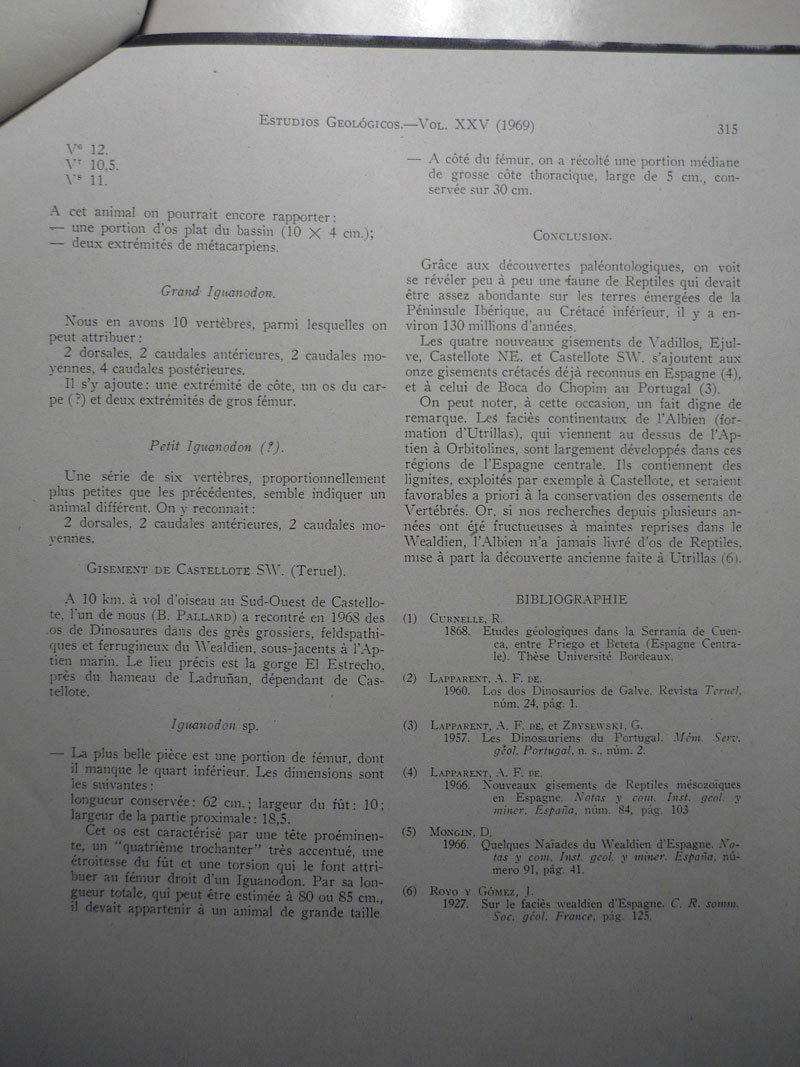 ESTUDIOS GEOLÓGICOS.—VOL. XXV (1969)
315
V⁶ 12.
V⁷ 10,5.
V⁸ 11.
A cet animal on pourrait encore rapporter:
— une portion d'os plat du bassin (10 × 4 cm.);
— deux extrémités de métacarpiens.
Grand Iguanodon.
Nous en avons 10 vertèbres, parmi lesquelles on
peut attribuer:
2 dorsales, 2 caudales antérieures, 2 caudales mo-
yennes, 4 caudales postérieures.
Il s'y ajoute: une extrémité de côte, un os du car-
pe (?) et deux extrémités de gros fémur.
Petit Iguanodon (?).
Une série de six vertèbres, proportionnellement
plus petites que les précédentes, semble indiquer un
animal différent. On y reconnait:
2 dorsales, 2 caudales antérieures, 2 caudales mo-
yennes.
GISEMENT DE CASTELLOTE SW. (Teruel).
A 10 km. à vol d'oiseau au Sud-Ouest de Castello-
te, l'un de nous (B. PALLARD) a recontré en 1968 des
os de Dinosaures dans des grès grossiers, feldspathi-
ques et ferrugineux du Wealdien, sous-jacents à l'Ap-
tien marin. Le lieu précis est la gorge El Estrecho,
près du hameau de Ladruñan, dépendant de Cas-
tellote.
Iguanodon sp.
— La plus belle pièce est une portion de fémur, dont
il manque le quart inférieur. Les dimensions sont
les suivantes:
longueur conservée: 62 cm.; largeur du fût: 10;
largeur de la partie proximale: 18,5.
Cet os est caractérisé par une tête proéminen-
te, un "quatrième trochanter" très accentué, une
étroitesse du fût et une torsion qui le font attri-
buer au fémur droit d'un Iguanodon. Par sa lon-
gueur totale, qui peut être estimée à 80 ou 85 cm.,
il devait appartenir à un animal de grande taille.
— A côté du fémur, on a récolté une portion médiane
de grosse côte thoracique, large de 5 cm., con-
servée sur 30 cm.
CONCLUSION.
Grâce aux découvertes paléontologiques, on voit
se révéler peu à peu une faune de Reptiles qui devait
être assez abondante sur les terres émergées de la
Péninsule Ibérique, au Crétacé inférieur, il y a en-
viron 130 millions d'années.
Les quatre nouveaux gisements de Vadillos, Ejul-
ve, Castellote NE. et Castellote SW. s'ajoutent aux
onze gisements crétacés déjà reconnus en Espagne (4),
et à celui de Boca do Chopim au Portugal (3).
On peut noter, à cette occasion, un fait digne de
remarque. Les faciès continentaux de l'Albien (for-
mation d'Utrillas), qui viennent au dessus de l'Ap-
tien à Orbitolines, sont largement développés dans ces
régions de l'Espagne centrale. Ils contiennent des
lignites, exploités par exemple à Castellote, et seraient
favorables a priori à la conservation des ossements de
Vertébrés. Or, si nos recherches depuis plusieurs an-
nées ont été fructueuses à maintes reprises dans le
Wealdien, l'Albien n'a jamais livré d'os de Reptiles,
mise à part la découverte ancienne faite à Utrillas (6).
BIBLIOGRAPHIE
(1) CURNELLE, R.
1868. Etudes géologiques dans la Serranía de Cuen-
ca, entre Priego et Beteta (Espagne Centra-
le). Thèse Université Bordeaux.
(2) LAPPARENT, A. F. DE.
1960. Los dos Dinosaurios de Galve. Revista Teruel,
núm. 24, pág. 1.
(3) LAPPARENT, A. F. DE, et ZBYSEWSKI, G.
1957. Les Dinosauriens du Portugal. Mém. Serv.
géol. Portugal, n. s., núm. 2.
(4) LAPPARENT, A. F. DE.
1966. Nouveaux gisements de Reptiles mésozoïques
en Espagne. Notas y com. Inst. geol. y
miner. España, núm. 84, pág. 103
(5) MONGIN, D.
1966. Quelques Naïades du Wealdien d'Espagne. No-
tas y com. Inst. geol. y miner. España, nú-
mero 91, pág. 41.
(6) ROYO Y GÓMEZ, J.
1927. Sur le faciès wealdien d'Espagne. C. R. somm.
Soc. géol. France, pág. 125.